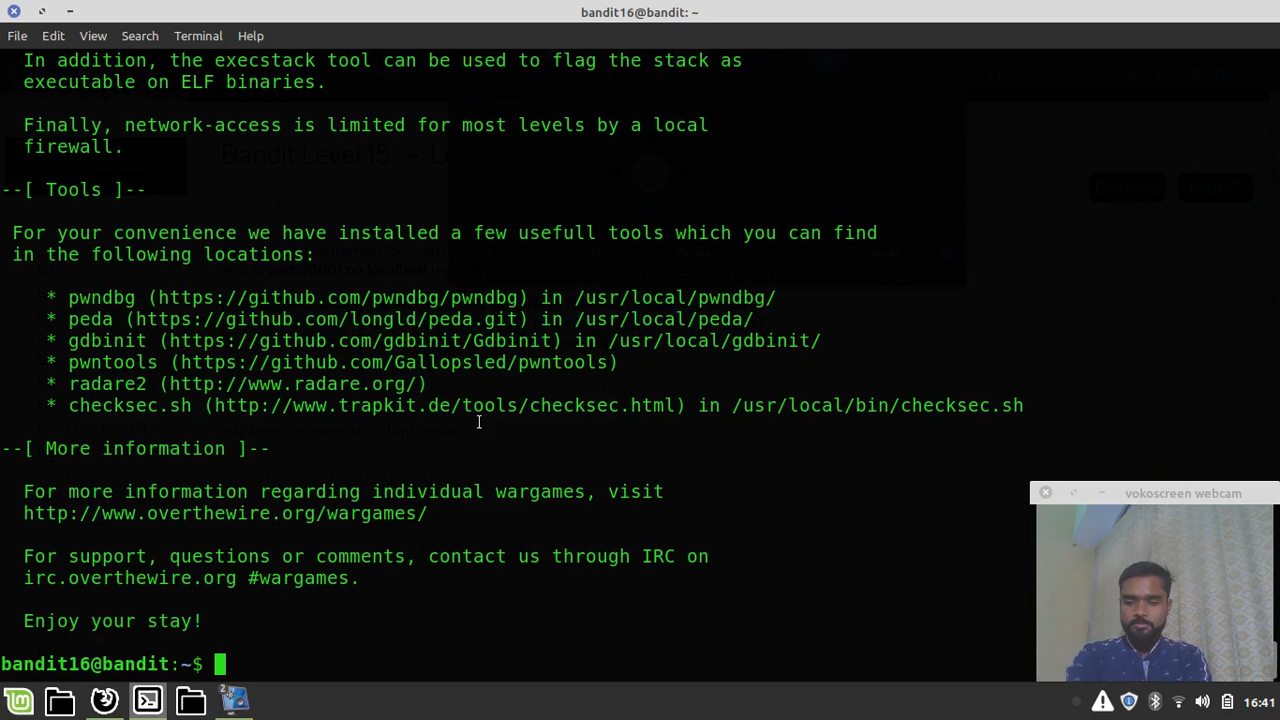 bandit16@bandit: ~
File Edit View Search Terminal Help
In addition, the execstack tool can be used to flag the stack as
executable on ELF binaries.
Finally, network-access is limited for most levels by a local
firewall.
Bandit Level 15 → L
Donate! Help!?
--[ Tools ]--
For your convenience we have installed a few usefull tools which you can find
in the following locations:
* pwndbg (https://github.com/pwndbg/pwndbg) in /usr/local/pwndbg/
* peda (https://github.com/longld/peda.git) in /usr/local/peda/
* gdbinit (https://github.com/gdbinit/Gdbinit) in /usr/local/gdbinit/
* pwntools (https://github.com/Gallopsled/pwntools)
* radare2 (http://www.radare.org/)
* checksec.sh (http://www.trapkit.de/tools/checksec.html) in /usr/local/bin/checksec.sh
--[ More information ]--
For more information regarding individual wargames, visit
http://www.overthewire.org/wargames/
For support, questions or comments, contact us through IRC on
irc.overthewire.org #wargames.
Enjoy your stay!
bandit16@bandit:~$
vokoscreen webcam
16:41